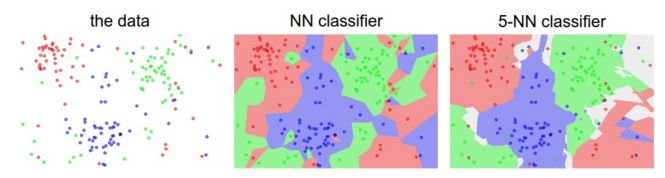 the data
NN classifier
5-NN classifier